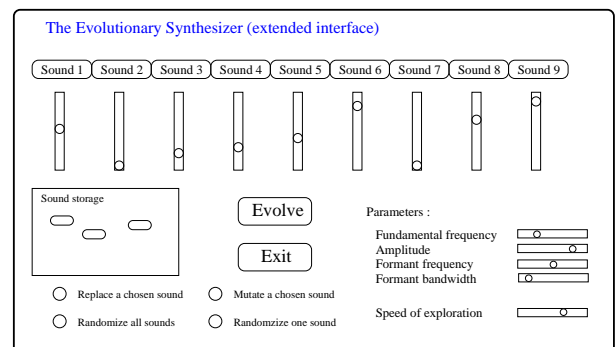 The Evolutionary Synthesizer (extended interface)
Sound 1 Sound 2 Sound 3 Sound 4 Sound 5 Sound 6 Sound 7 Sound 8 Sound 9
Sound storage
Evolve
Exit
Replace a chosen sound Mutate a chosen sound
Randomize all sounds Randomzize one sound
Parameters :
Fundamental frequency
Amplitude
Formant frequency
Formant bandwidth
Speed of exploration